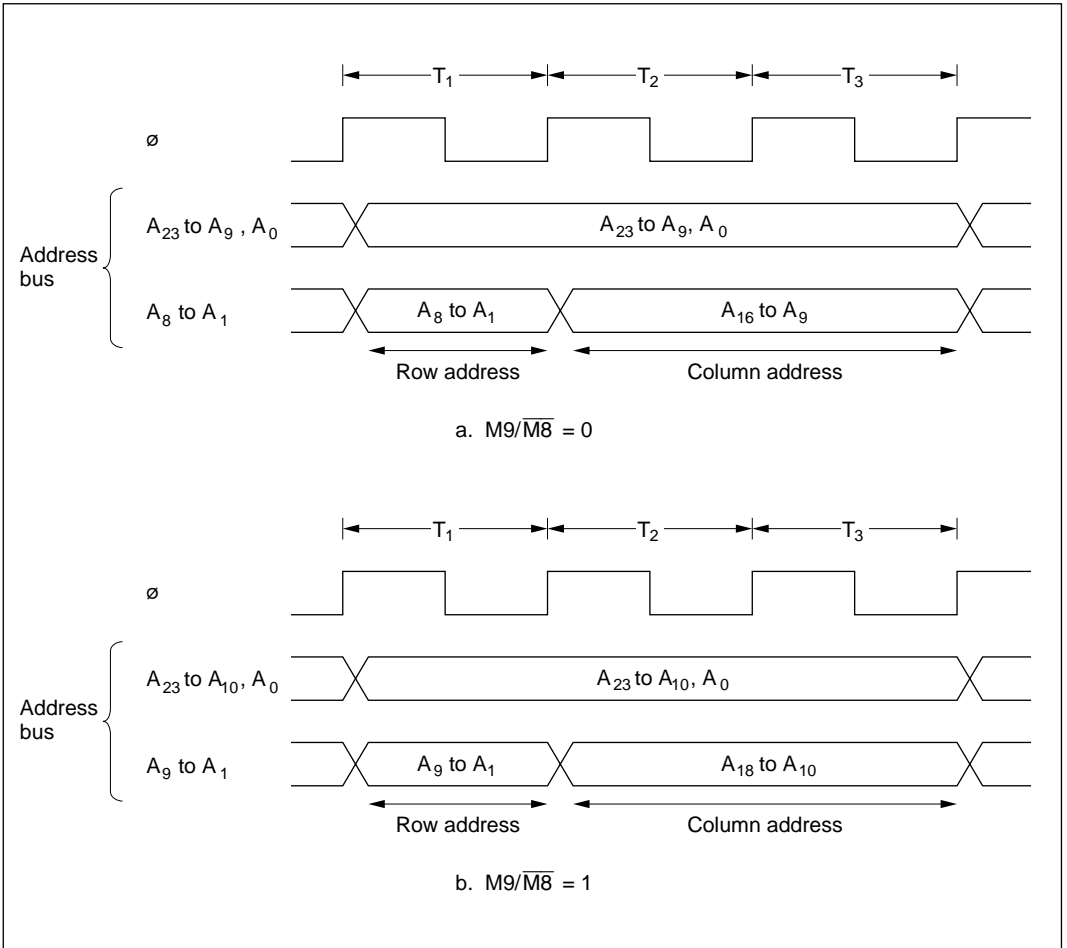 T₁ T₂ T₃
ø
Address bus
A₂₃ to A₉ , A₀
A₂₃ to A₉, A₀
A₈ to A₁
A₈ to A₁
A₁₆ to A₉
Row address
Column address
a. M9/M̅8̅ = 0
T₁ T₂ T₃
ø
Address bus
A₂₃ to A₁₀, A₀
A₂₃ to A₁₀, A₀
A₉ to A₁
A₉ to A₁
A₁₈ to A₁₀
Row address
Column address
b. M9/M̅8̅ = 1